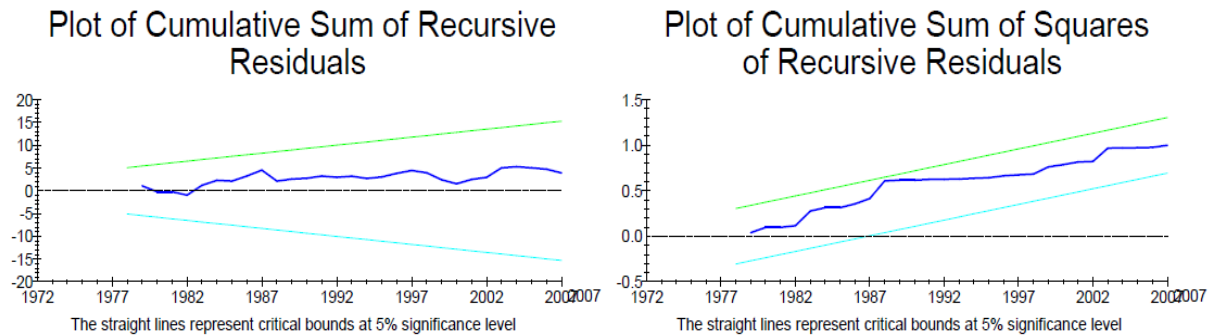 Plot of Cumulative Sum of Recursive
Residuals
20
15
10
5
0
-5
-10
-15
-20
1972 1977 1982 1987 1992 1997 2002 2007 2007
The straight lines represent critical bounds at 5% significance level
Plot of Cumulative Sum of Squares
of Recursive Residuals
1.5
1.0
0.5
0.0
-0.5
1972 1977 1982 1987 1992 1997 2002 2007 2007
The straight lines represent critical bounds at 5% significance level